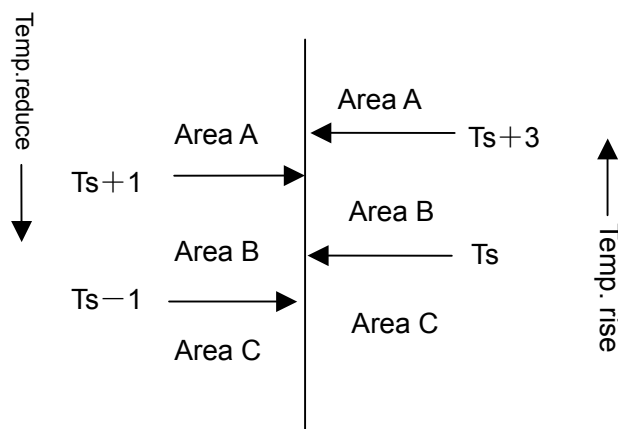 Temp.reduce
Area A
Ts＋1
Area B
Ts－1
Area C
Area A
Ts＋3
Area B
Ts
Area C
Temp. rise